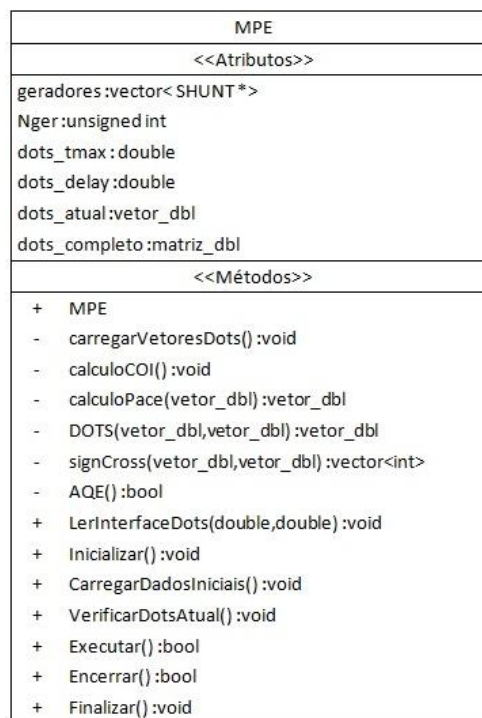 MPE
<<Atributos>>
geradores :vector< SHUNT *>
Nger :unsigned int
dots_tmax : double
dots_delay :double
dots_atual :vetor_dbl
dots_completo :matriz_dbl
<<Métodos>>
+ MPE
- carregarVetoresDots() :void
- calculoCOI() :void
- calculoPace(vetor_dbl) :vetor_dbl
- DOTS(vetor_dbl,vetor_dbl) :vetor_dbl
- signCross(vetor_dbl,vetor_dbl) :vector<int>
- AQE() :bool
+ LerInterfaceDots(double,double) :void
+ Inicializar() :void
+ CarregarDadosIniciais() :void
+ VerificarDotsAtual() :void
+ Executar() :bool
+ Encerrar() :bool
+ Finalizar() :void